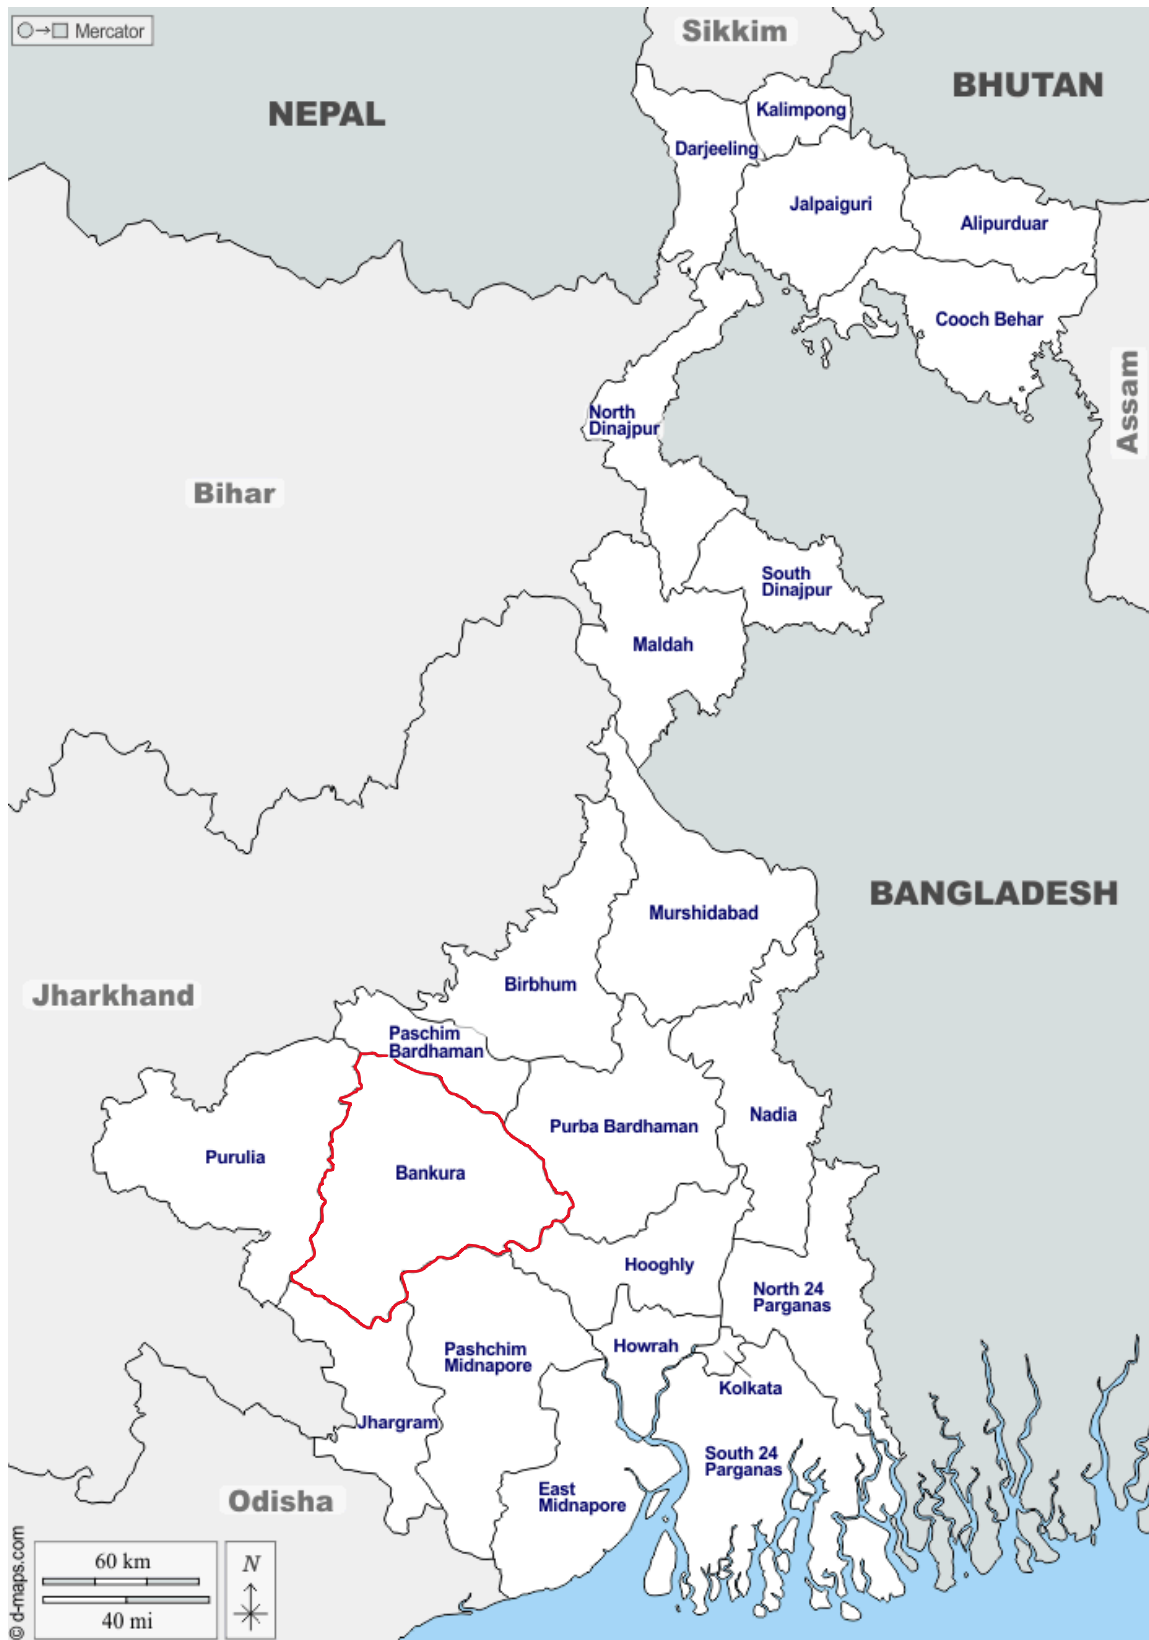 Mercator
Sikkim
BHUTAN
NEPAL
Kalimpong
Darjeeling
Jalpaiguri
Alipurduar
Cooch Behar
Assam
North
Dinajpur
Bihar
South
Dinajpur
Maldah
BANGLADESH
Murshidabad
Birbhum
Jharkhand
Paschim
Bardhaman
Nadia
Purba Bardhaman
Purulia
Bankura
Hooghly
North 24
Parganas
Howrah
Pashchim
Midnapore
Kolkata
Jhargram
South 24
Parganas
East
Midnapore
Odisha
60 km
40 mi
N
© d-maps.com